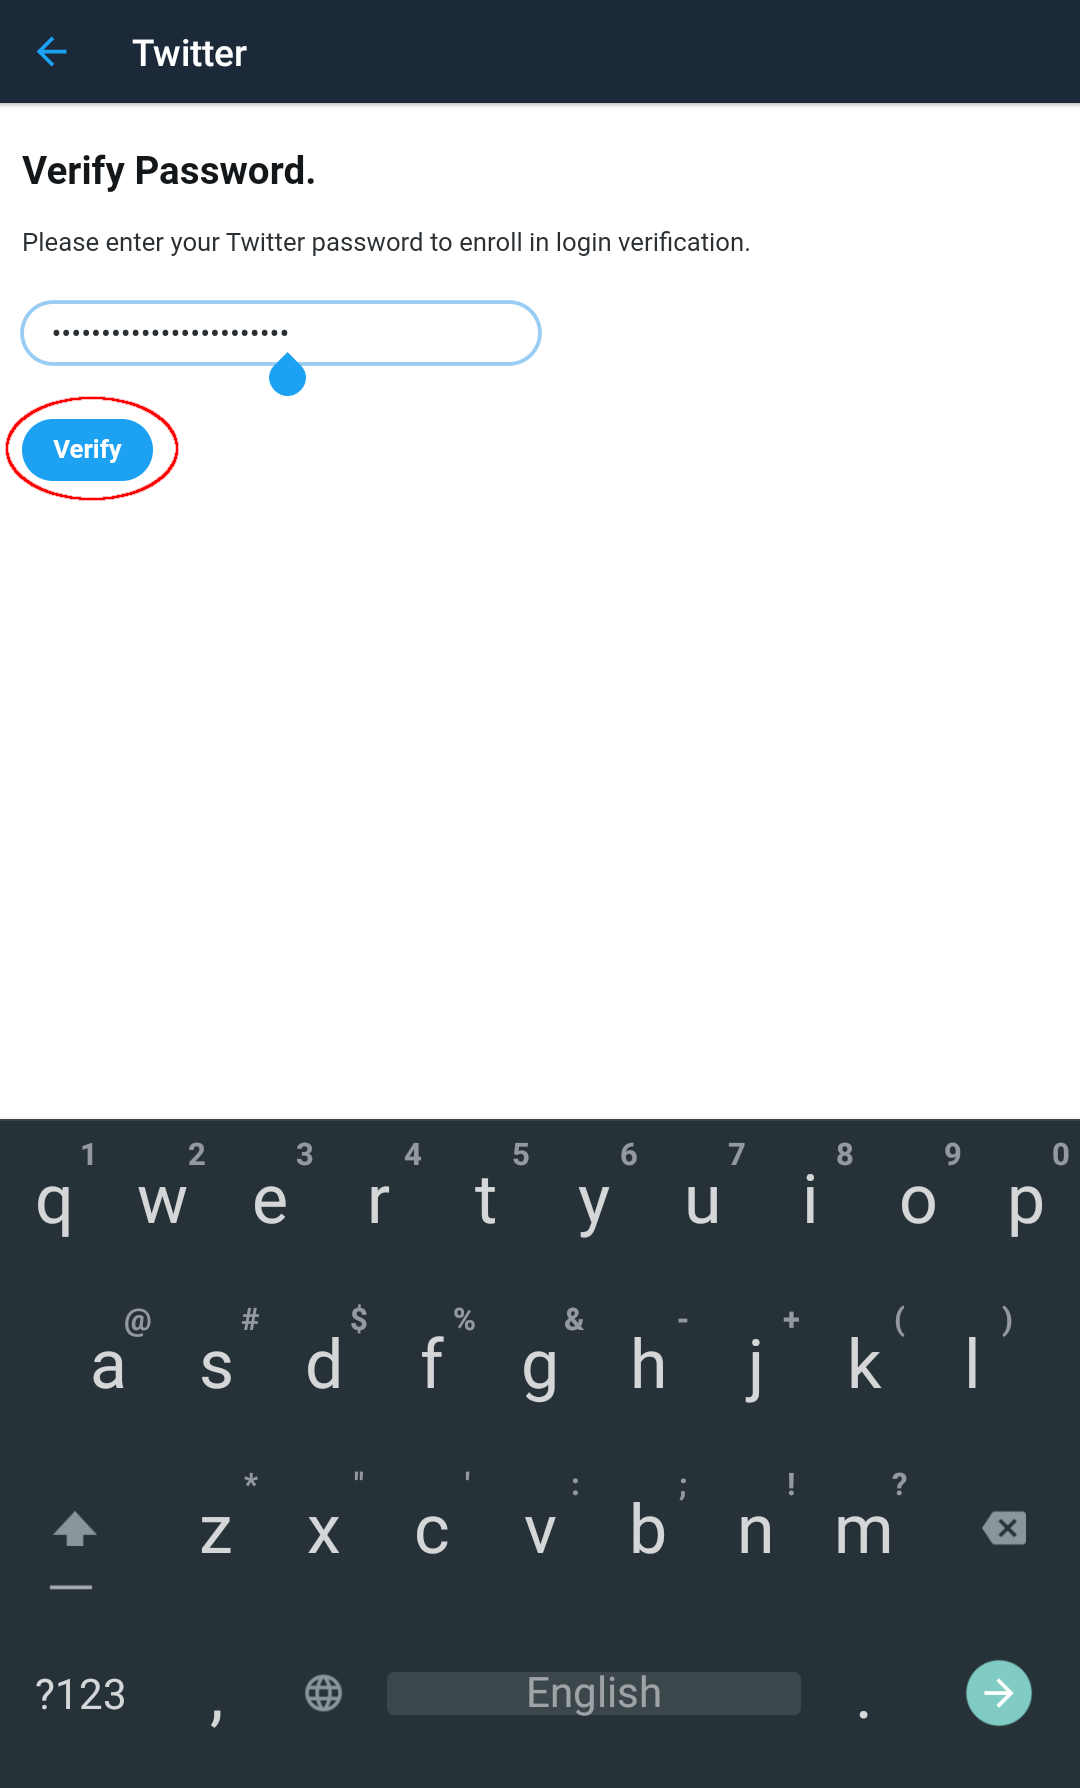 Twitter
Verify Password.
Please enter your Twitter password to enroll in login verification.
••••••••••••••••••••••••
Verify
1 2 3 4 5 6 7 8 9 0
q w e r t y u i o p
@ # $ % & - + ( )
a s d f g h j k l
* " ' : ; ! ?
z x c v b n m
?123 , English .